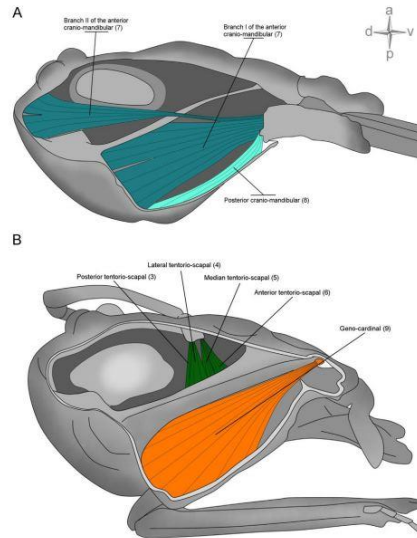 A
Branch II of the anterior
cranio-mandibular (7)
Branch I of the anterior
cranio-mandibular (7)
a
d
v
p
Posterior cranio-mandibular (8)
B
Lateral tentorio-scapal (4)
Posterior tentorio-scapal (3)
Median tentorio-scapal (5)
Anterior tentorio-scapal (6)
Geno-cardinal (9)